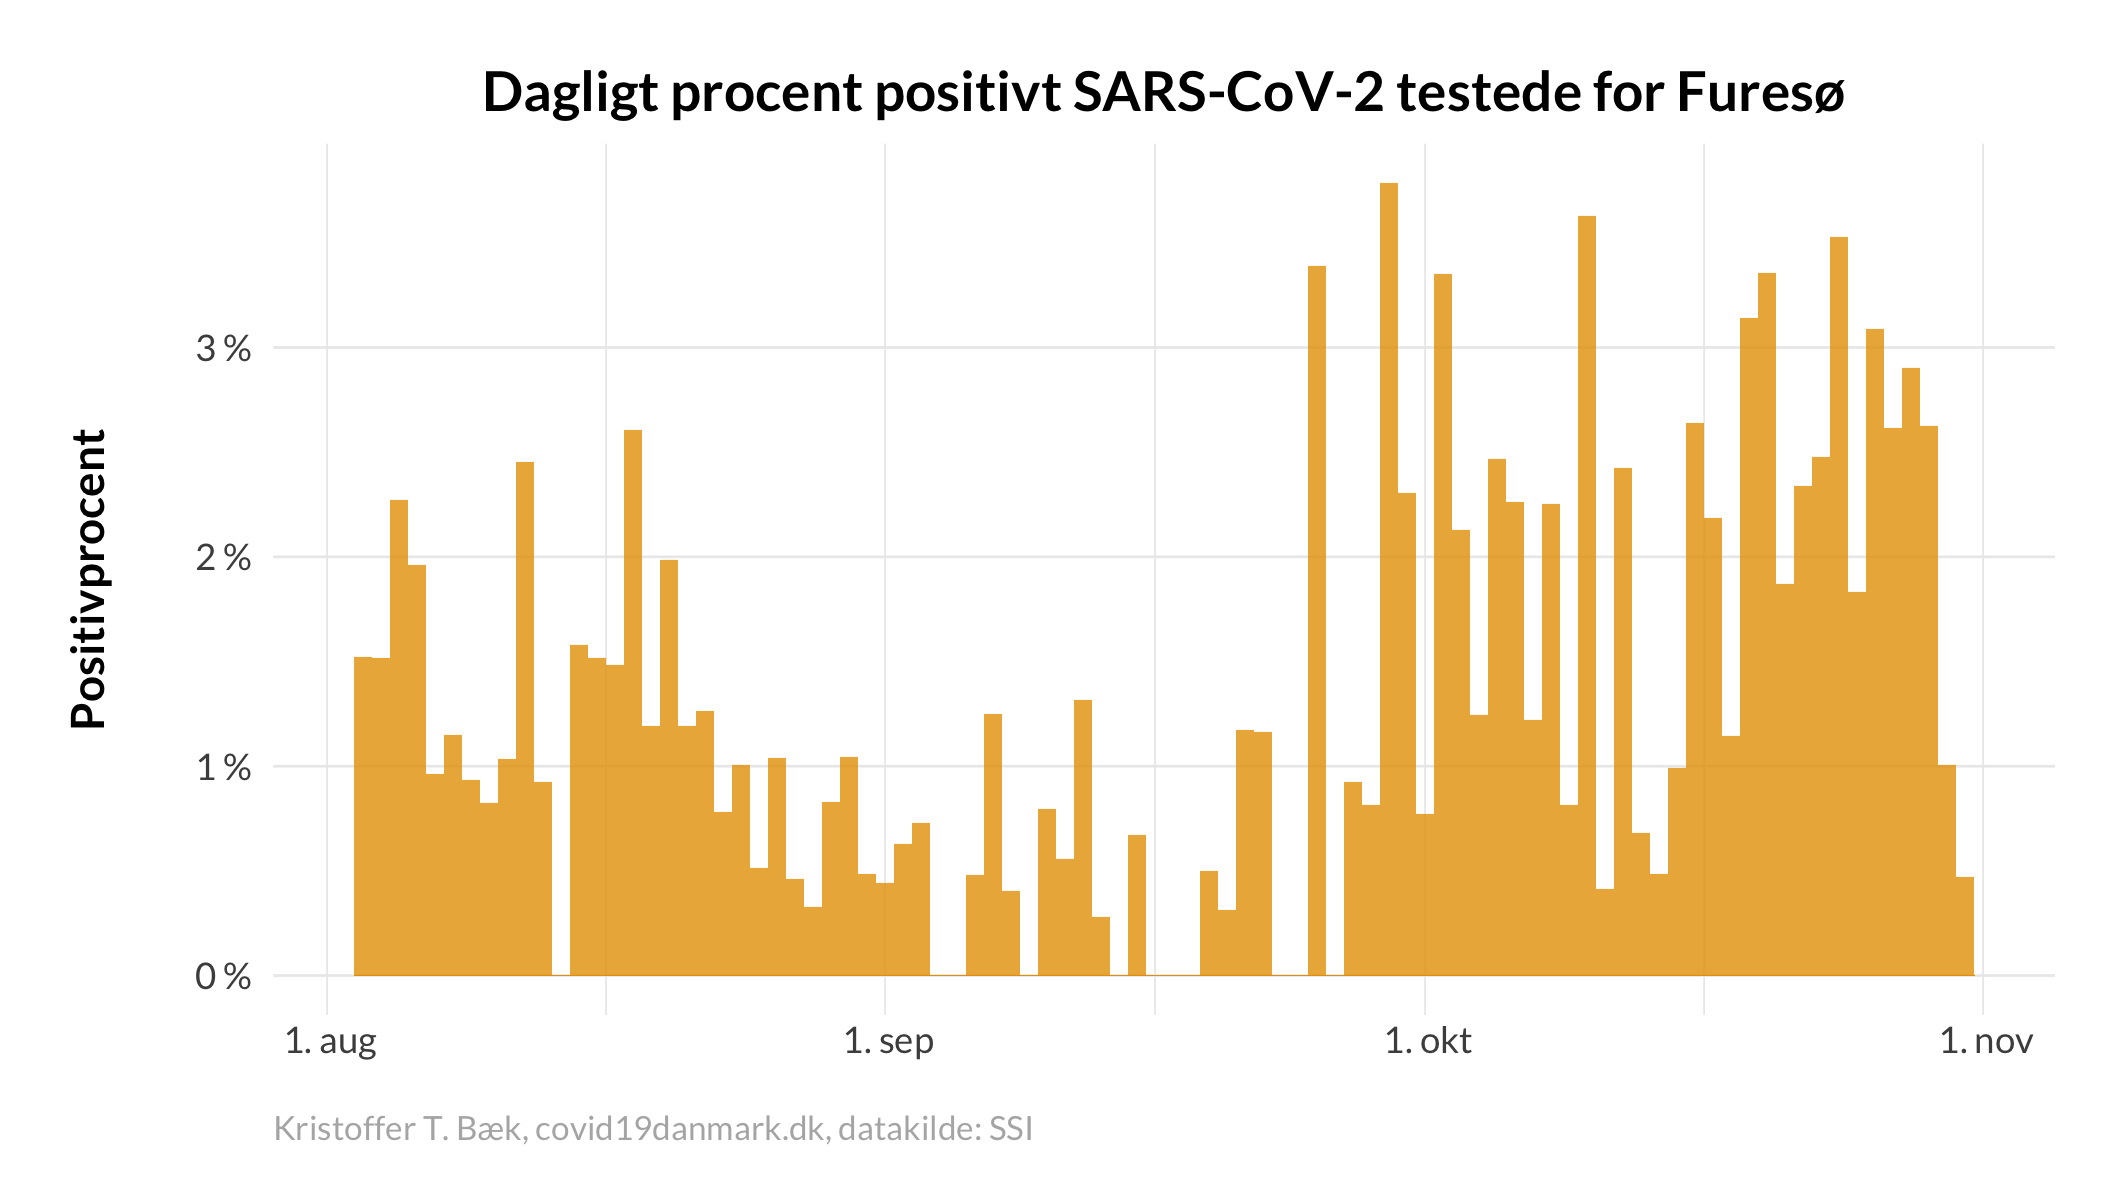 Dagligt procent positivt SARS-CoV-2 testede for Furesø
Positivprocent
3 %
2 %
1 %
0 %
1. aug
1. sep
1. okt
1. nov
Kristoffer T. Bæk, covid19danmark.dk, datakilde: SSI